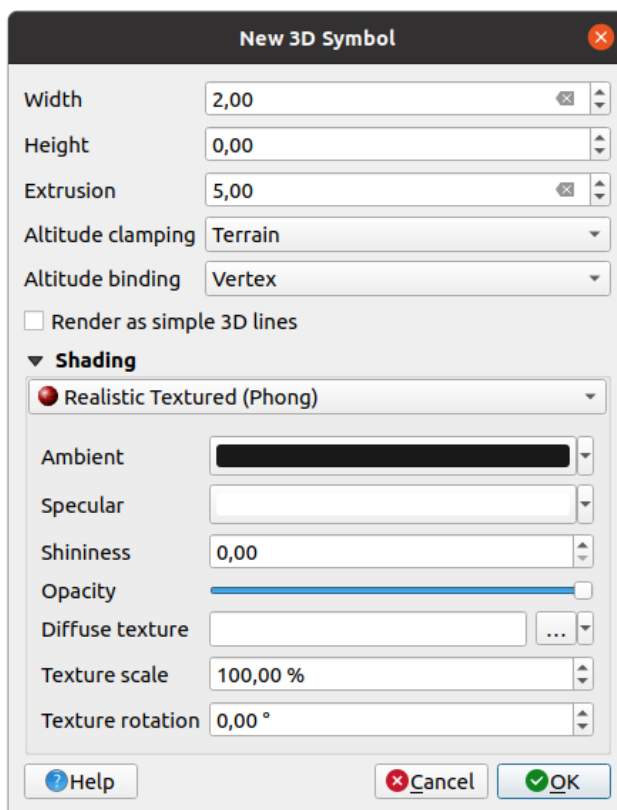 New 3D Symbol
Width 2,00
Height 0,00
Extrusion 5,00
Altitude clamping Terrain
Altitude binding Vertex
Render as simple 3D lines
Shading
Realistic Textured (Phong)
Ambient
Specular
Shininess 0,00
Opacity
Diffuse texture ...
Texture scale 100,00 %
Texture rotation 0,00 °
Help Cancel OK